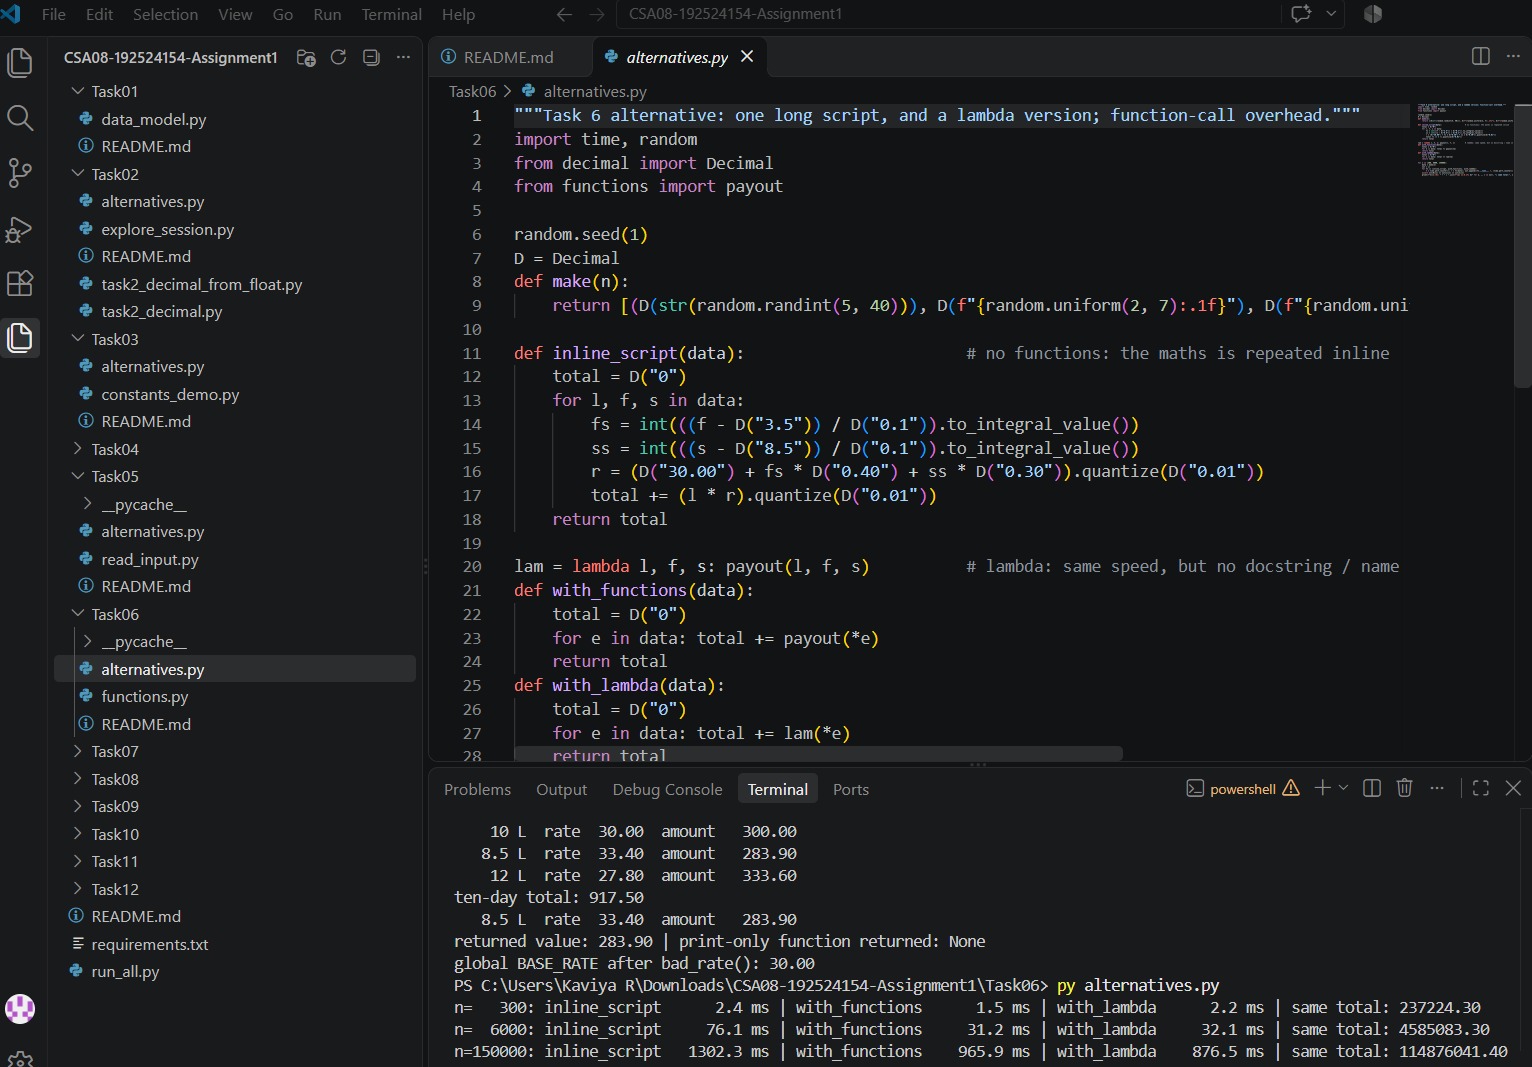 File Edit Selection View Go Run Terminal Help
CSA08-192524154-Assignment1
CSA08-192524154-Assignment1
Task01
data_model.py
README.md
Task02
alternatives.py
explore_session.py
README.md
task2_decimal_from_float.py
task2_decimal.py
Task03
alternatives.py
constants_demo.py
README.md
Task04
Task05
__pycache__
alternatives.py
read_input.py
README.md
Task06
__pycache__
alternatives.py
functions.py
README.md
Task07
Task08
Task09
Task10
Task11
Task12
README.md
requirements.txt
run_all.py
README.md
alternatives.py
Task06 > alternatives.py
1 """Task 6 alternative: one long script, and a lambda version; function-call overhead."""
2 import time, random
3 from decimal import Decimal
4 from functions import payout
5
6 random.seed(1)
7 D = Decimal
8 def make(n):
9 return [(D(str(random.randint(5, 40))), D(f"{random.uniform(2, 7):.1f}"), D(f"{random.uni
10
11 def inline_script(data): # no functions: the maths is repeated inline
12 total = D("0")
13 for l, f, s in data:
14 fs = int(((f - D("3.5")) / D("0.1")).to_integral_value())
15 ss = int(((s - D("8.5")) / D("0.1")).to_integral_value())
16 r = (D("30.00") + fs * D("0.40") + ss * D("0.30")).quantize(D("0.01"))
17 total += (l * r).quantize(D("0.01"))
18 return total
19
20 lam = lambda l, f, s: payout(l, f, s) # lambda: same speed, but no docstring / name
21 def with_functions(data):
22 total = D("0")
23 for e in data: total += payout(*e)
24 return total
25 def with_lambda(data):
26 total = D("0")
27 for e in data: total += lam(*e)
28 return total
Problems Output Debug Console Terminal Ports
powershell
10 L rate 30.00 amount 300.00
8.5 L rate 33.40 amount 283.90
12 L rate 27.80 amount 333.60
ten-day total: 917.50
8.5 L rate 33.40 amount 283.90
returned value: 283.90 | print-only function returned: None
global BASE_RATE after bad_rate(): 30.00
PS C:\Users\Kaviya R\Downloads\CSA08-192524154-Assignment1\Task06> py alternatives.py
n= 300: inline_script 2.4 ms | with_functions 1.5 ms | with_lambda 2.2 ms | same total: 237224.30
n= 6000: inline_script 76.1 ms | with_functions 31.2 ms | with_lambda 32.1 ms | same total: 4585083.30
n=150000: inline_script 1302.3 ms | with_functions 965.9 ms | with_lambda 876.5 ms | same total: 114876041.40